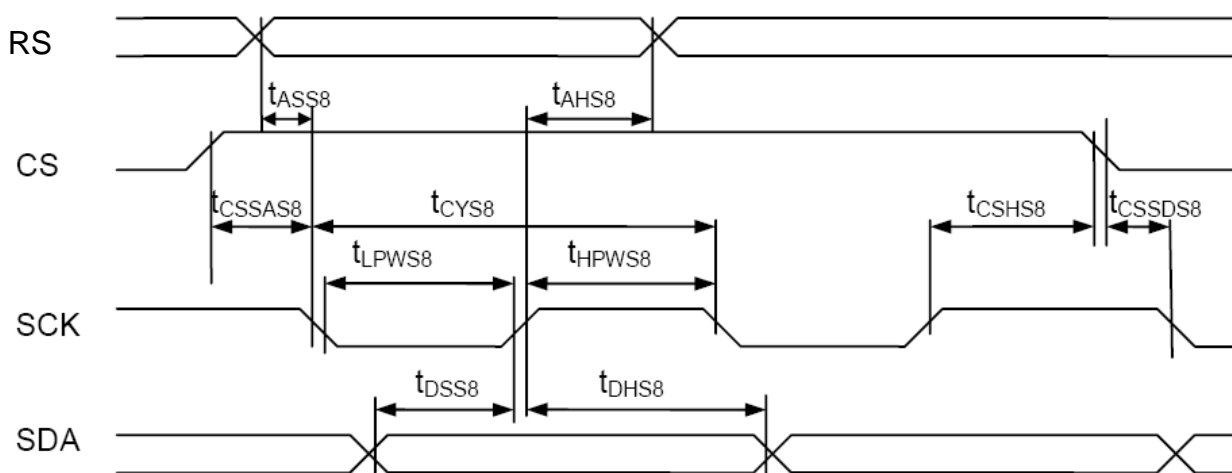 RS
tASS8
tAHS8
CS
tCSSAS8
tCYS8
tCSHS8
tCSSDS8
tLPWS8
tHPWS8
SCK
tDSS8
tDHS8
SDA